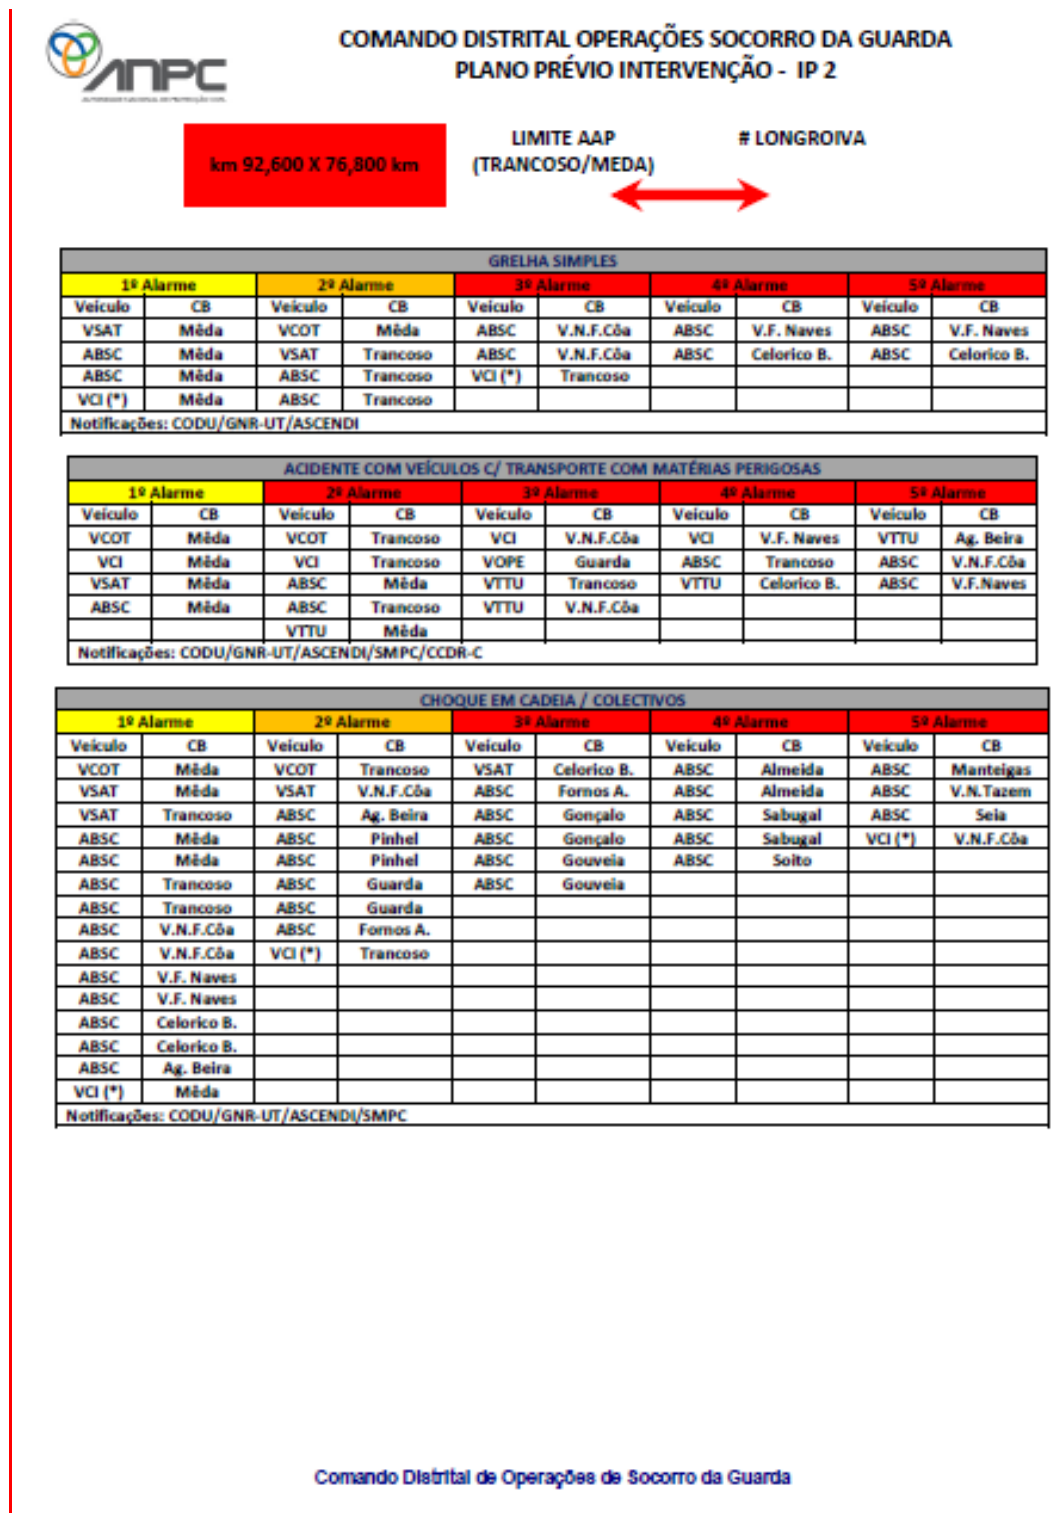 COMANDO DISTRITAL OPERAÇÕES SOCORRO DA GUARDA
PLANO PRÉVIO INTERVENÇÃO - IP 2
ANPC
km 92,600 X 76,800 km
LIMITE AAP # LONGROIVA
(TRANCOSO/MEDA)
GRELHA SIMPLES
1º Alarme 2º Alarme 3º Alarme 4º Alarme 5º Alarme
Veículo CB Veículo CB Veículo CB Veículo CB Veículo CB
VSAT Mêda VCOT Mêda ABSC V.N.F.Côa ABSC V.F. Naves ABSC V.F. Naves
ABSC Mêda VSAT Trancoso ABSC V.N.F.Côa ABSC Celorico B. ABSC Celorico B.
ABSC Mêda ABSC Trancoso VCI (*) Trancoso
VCI (*) Mêda ABSC Trancoso
Notificações: CODU/GNR-UT/ASCENDI
ACIDENTE COM VEÍCULOS C/ TRANSPORTE COM MATÉRIAS PERIGOSAS
1º Alarme 2º Alarme 3º Alarme 4º Alarme 5º Alarme
Veículo CB Veículo CB Veículo CB Veículo CB Veículo CB
VCOT Mêda VCOT Trancoso VCI V.N.F.Côa VCI V.F. Naves VTTU Ag. Beira
VCI Mêda VCI Trancoso VOPE Guarda ABSC Trancoso ABSC V.N.F.Côa
VSAT Mêda ABSC Mêda VTTU Trancoso VTTU Celorico B. ABSC V.F.Naves
ABSC Mêda ABSC Trancoso VTTU V.N.F.Côa
VTTU Mêda
Notificações: CODU/GNR-UT/ASCENDI/SMPC/CCDR-C
CHOQUE EM CADEIA / COLECTIVOS
1º Alarme 2º Alarme 3º Alarme 4º Alarme 5º Alarme
Veículo CB Veículo CB Veículo CB Veículo CB Veículo CB
VCOT Mêda VCOT Trancoso VSAT Celorico B. ABSC Almeida ABSC Manteigas
VSAT Mêda VSAT V.N.F.Côa ABSC Fornos A. ABSC Almeida ABSC V.N.Tazem
VSAT Trancoso ABSC Ag. Beira ABSC Gonçalo ABSC Sabugal ABSC Seia
ABSC Mêda ABSC Pinhel ABSC Gonçalo ABSC Sabugal VCI (*) V.N.F.Côa
ABSC Mêda ABSC Pinhel ABSC Gouveia ABSC Soito
ABSC Trancoso ABSC Guarda ABSC Gouveia
ABSC Trancoso ABSC Guarda
ABSC V.N.F.Côa ABSC Fornos A.
ABSC V.N.F.Côa VCI (*) Trancoso
ABSC V.F. Naves
ABSC V.F. Naves
ABSC Celorico B.
ABSC Celorico B.
ABSC Ag. Beira
VCI (*) Mêda
Notificações: CODU/GNR-UT/ASCENDI/SMPC
Comando Distrital de Operações de Socorro da Guarda